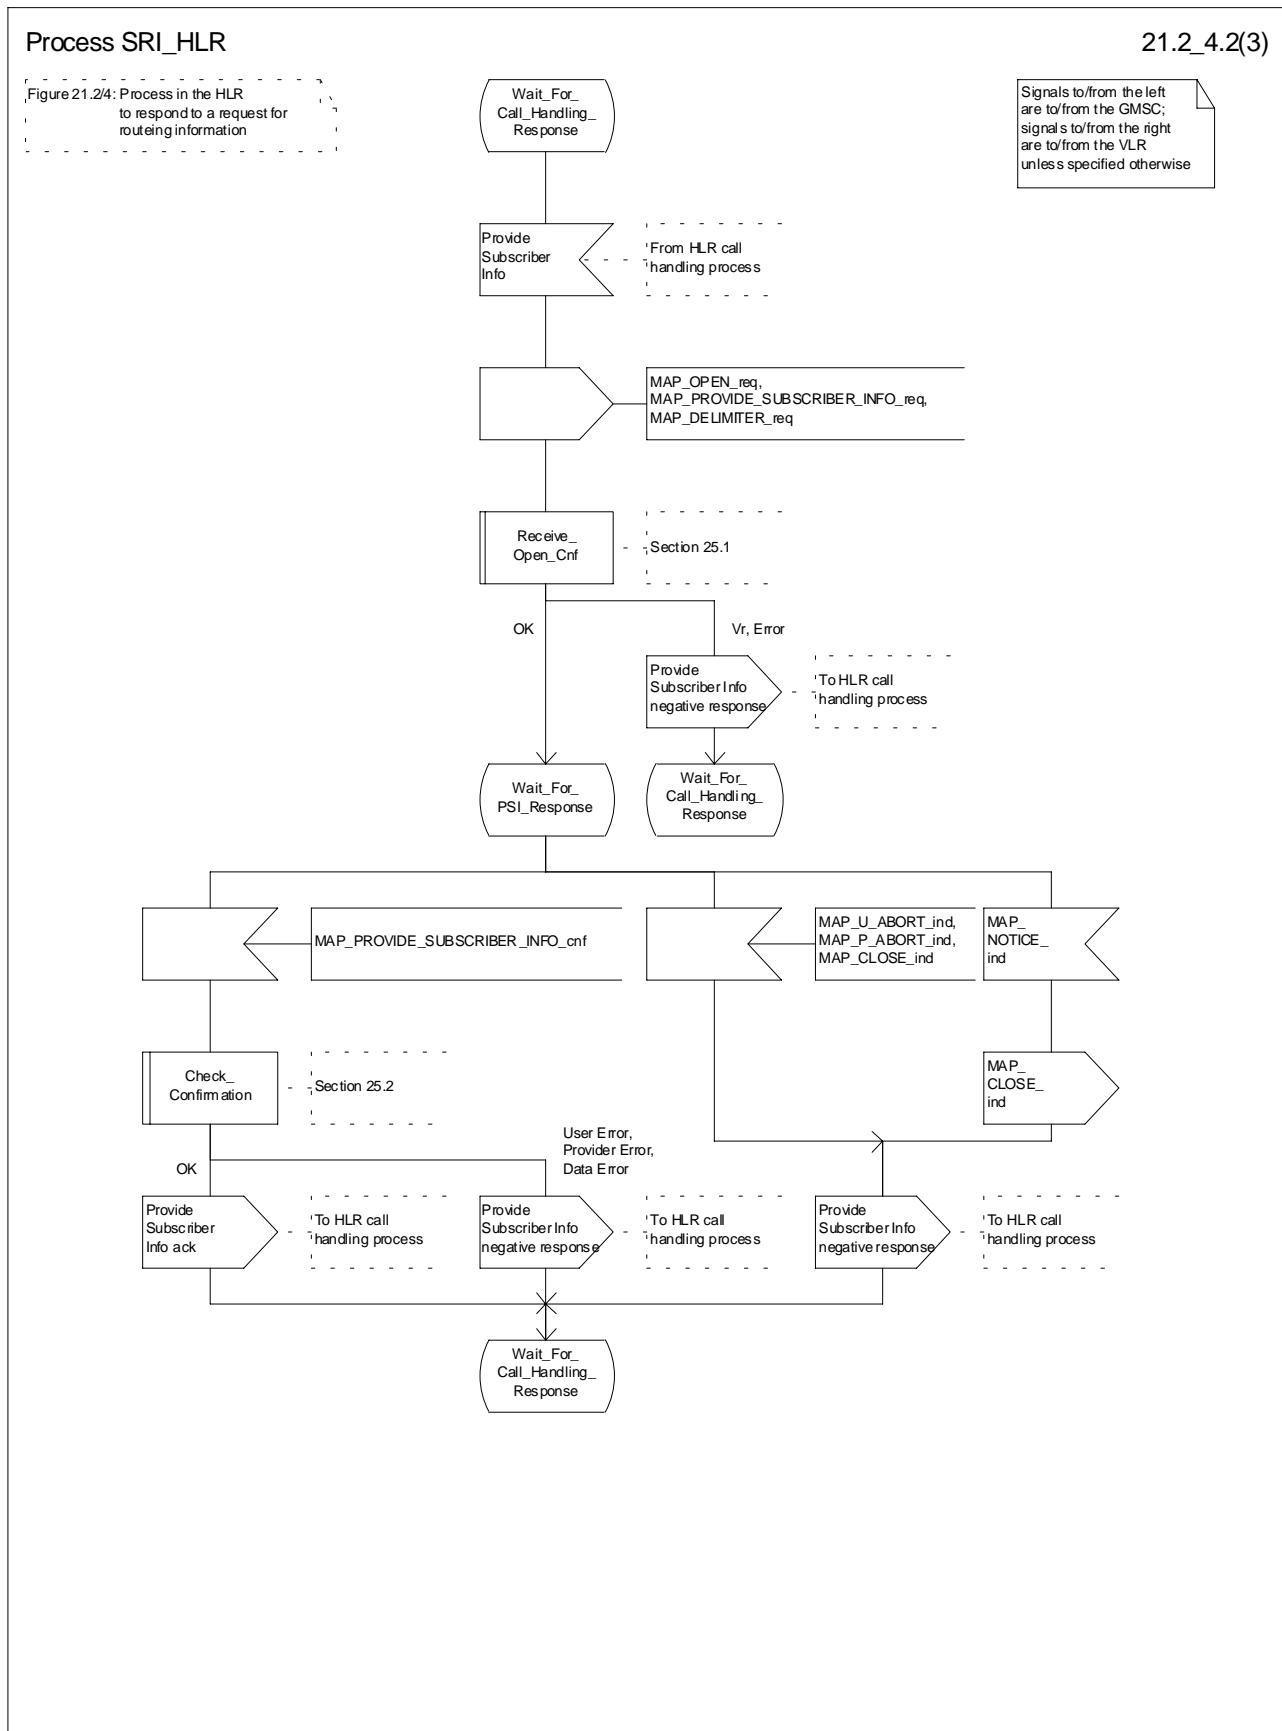 Process SRI_HLR
21.2_4.2(3)
Figure 21.2/4: Process in the HLR
to respond to a request for
routeing information
Wait_For_
Call_Handling_
Response
Signals to/from the left
are to/from the GMSC;
signals to/from the right
are to/from the VLR
unless specified otherwise
Provide
Subscriber
Info
From HLR call
handling process
MAP_OPEN_req,
MAP_PROVIDE_SUBSCRIBER_INFO_req,
MAP_DELIMITER_req
Receive_
Open_Cnf
Section 25.1
OK
Vr, Error
Provide
Subscriber Info
negative response
To HLR call
handling process
Wait_For_
PSI_Response
Wait_For_
Call_Handling_
Response
MAP_PROVIDE_SUBSCRIBER_INFO_cnf
MAP_U_ABORT_ind,
MAP_P_ABORT_ind,
MAP_CLOSE_ind
MAP_
NOTICE_
ind
Check_
Confirmation
Section 25.2
MAP_
CLOSE_
ind
OK
User Error,
Provider Error,
Data Error
Provide
Subscriber
Info ack
To HLR call
handling process
Provide
Subscriber Info
negative response
To HLR call
handling process
Provide
Subscriber Info
negative response
To HLR call
handling process
Wait_For_
Call_Handling_
Response